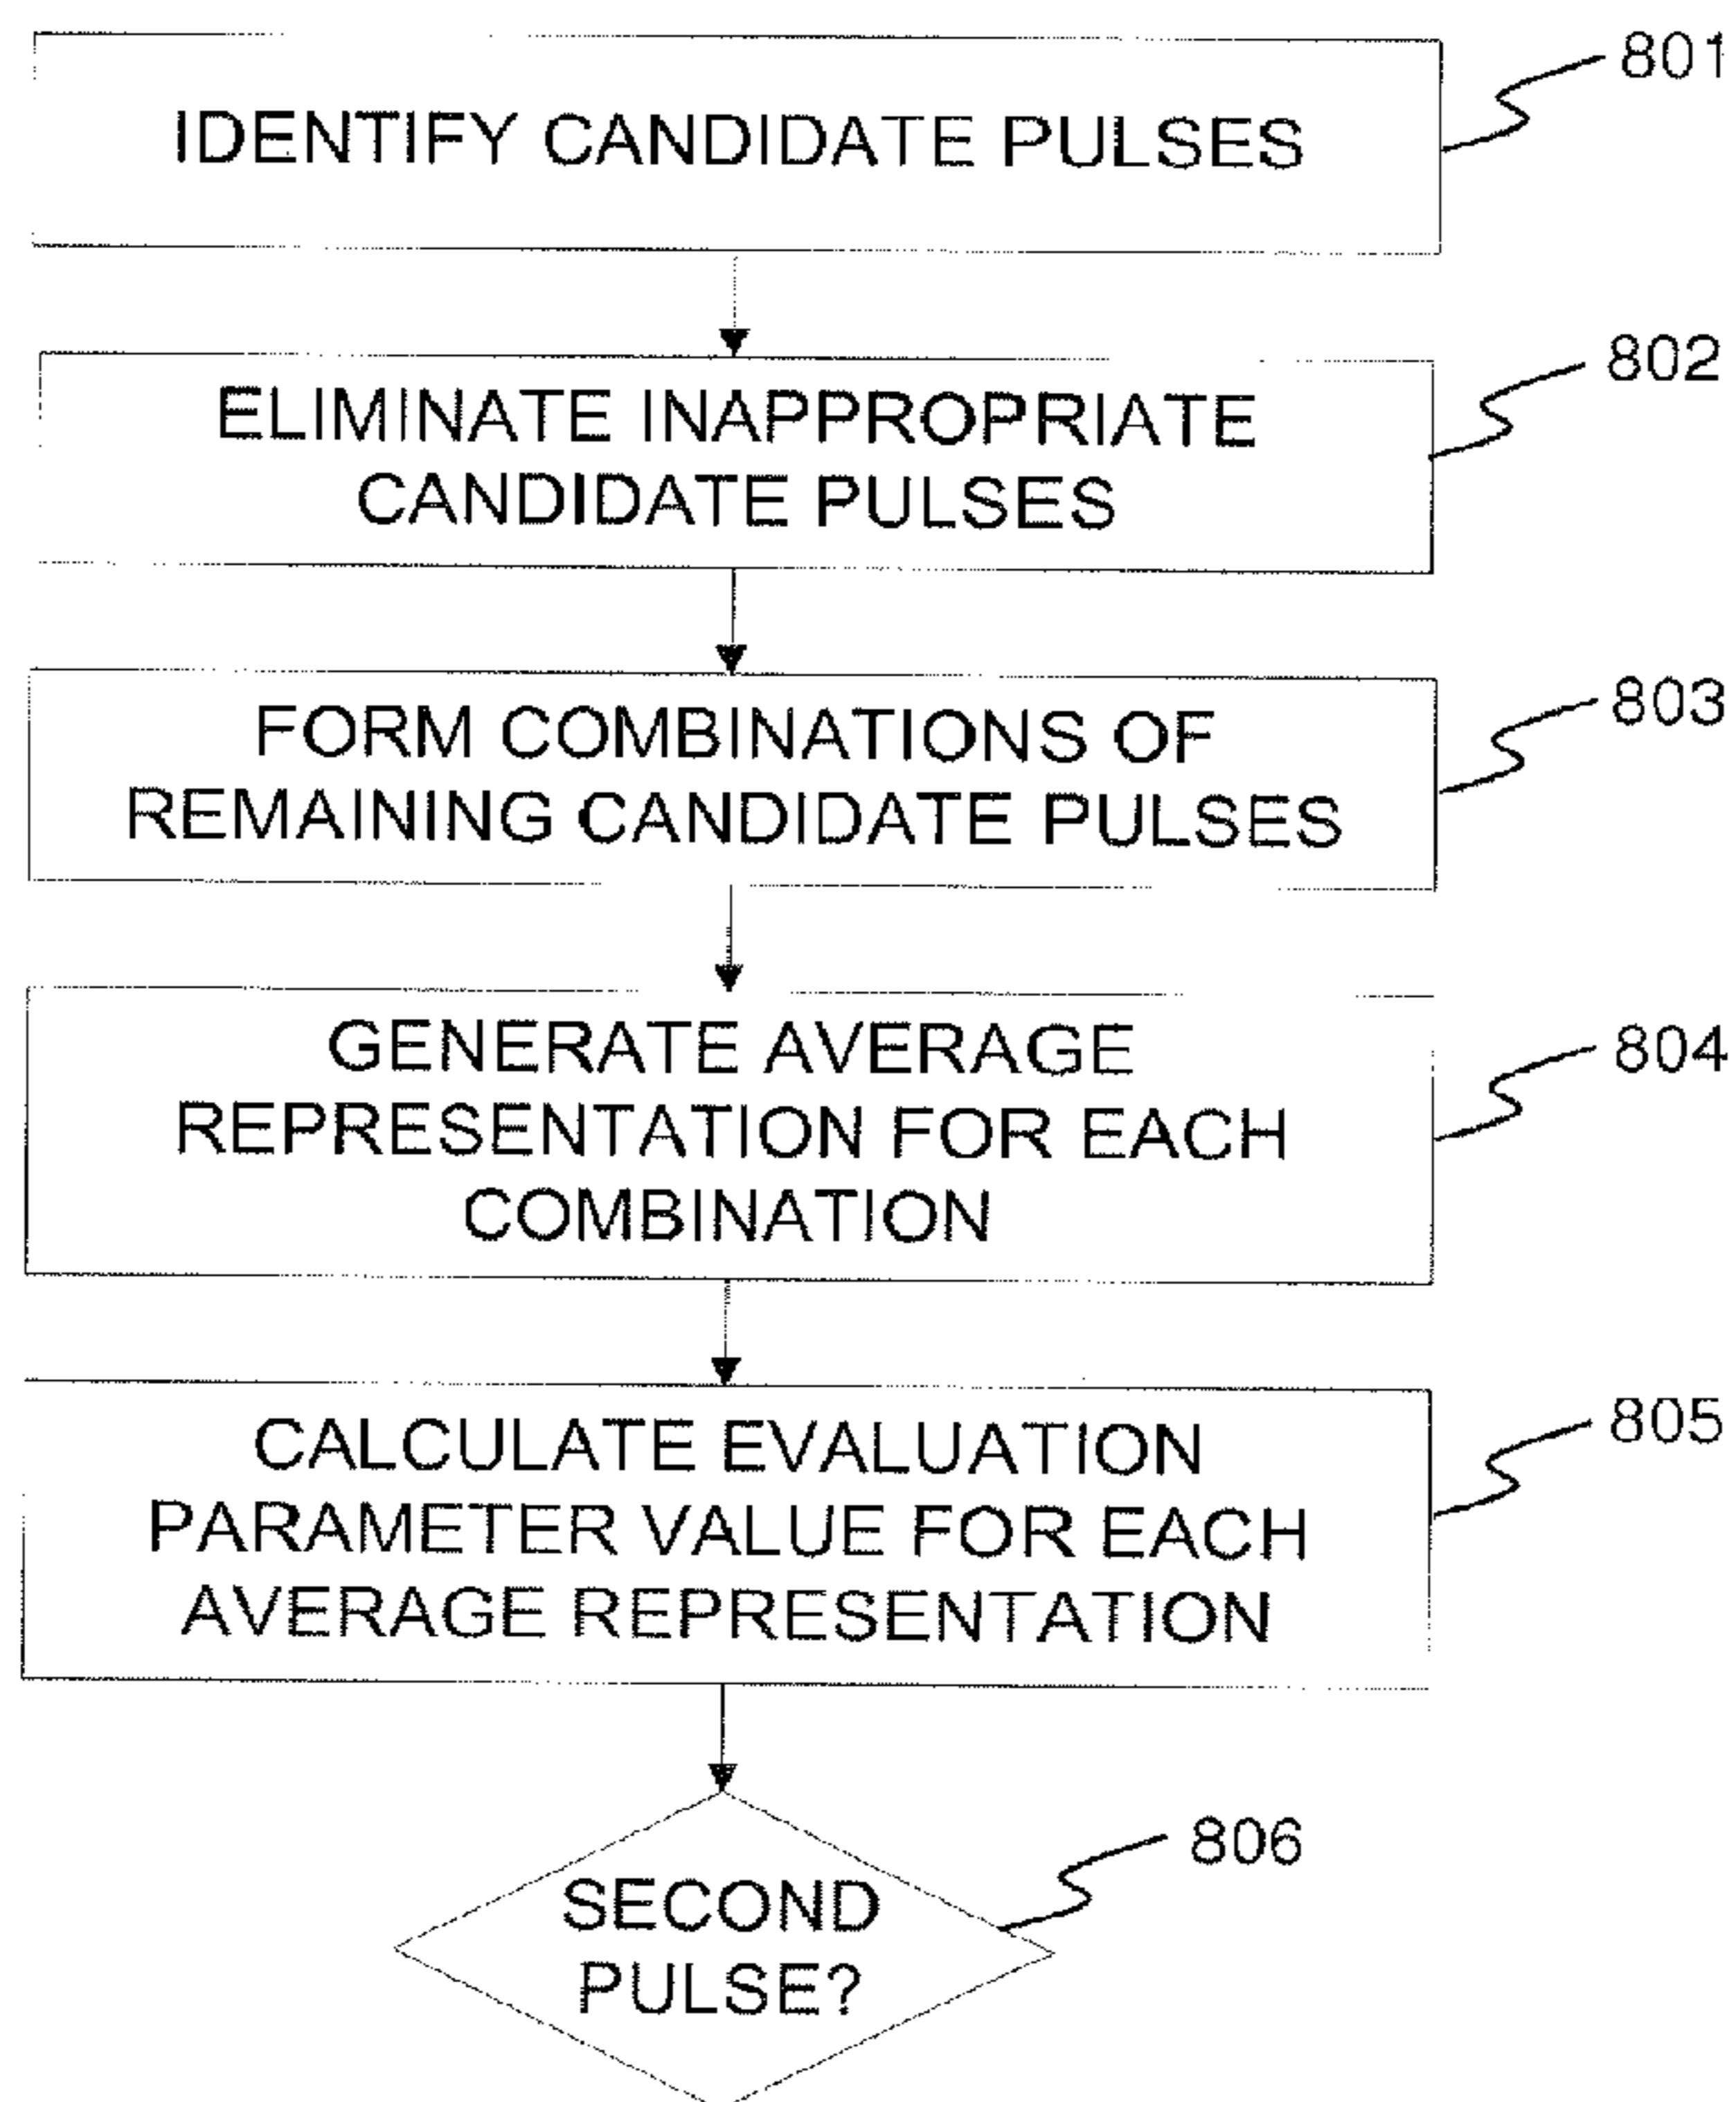 801
IDENTIFY CANDIDATE PULSES
802
ELIMINATE INAPPROPRIATE
CANDIDATE PULSES
803
FORM COMBINATIONS OF
REMAINING CANDIDATE PULSES
804
GENERATE AVERAGE
REPRESENTATION FOR EACH
COMBINATION
805
CALCULATE EVALUATION
PARAMETER VALUE FOR EACH
AVERAGE REPRESENTATION
806
SECOND
PULSE?